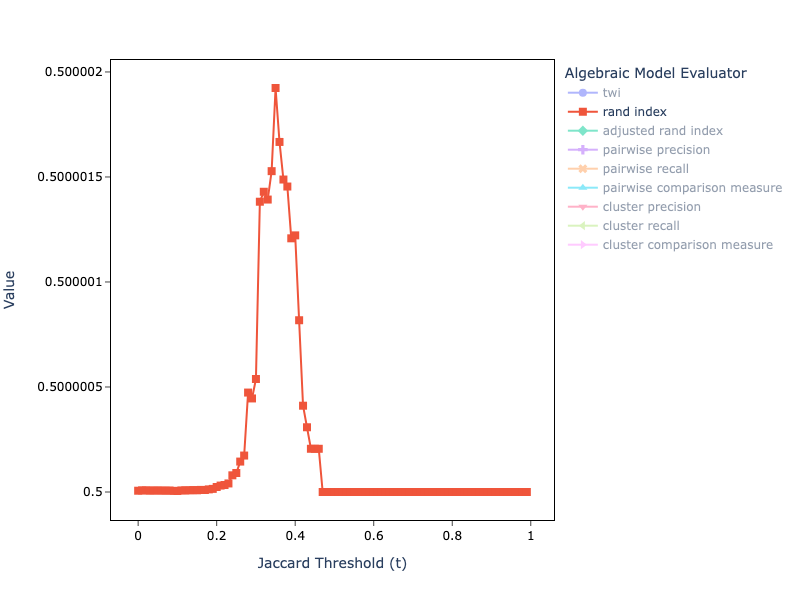 Algebraic Model Evaluator
twi
rand index
adjusted rand index
pairwise precision
pairwise recall
pairwise comparison measure
cluster precision
cluster recall
cluster comparison measure
Value
0.500002
0.5000015
0.500001
0.5000005
0.5
0 0.2 0.4 0.6 0.8 1
Jaccard Threshold (t)